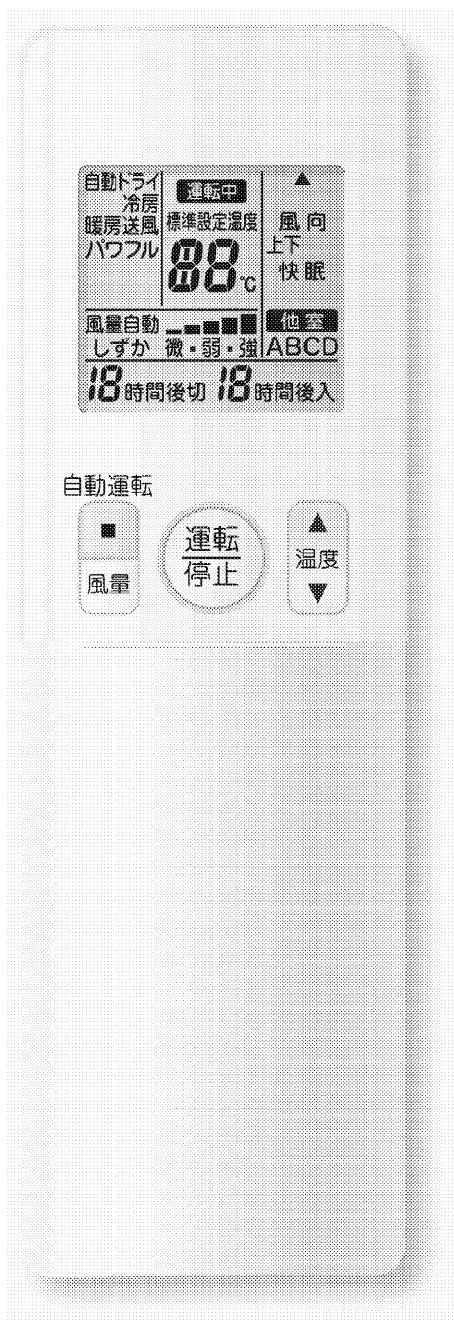 自動ドライ
冷房
暖房送風
パワフル
運転中
標準設定温度
88℃
▲
風向
上下
快眠
風量自動
しずか 微・弱・強
他室
ABCD
18時間後切 18時間後入
自動運転
■
風量
運転
停止
▲
温度
▼